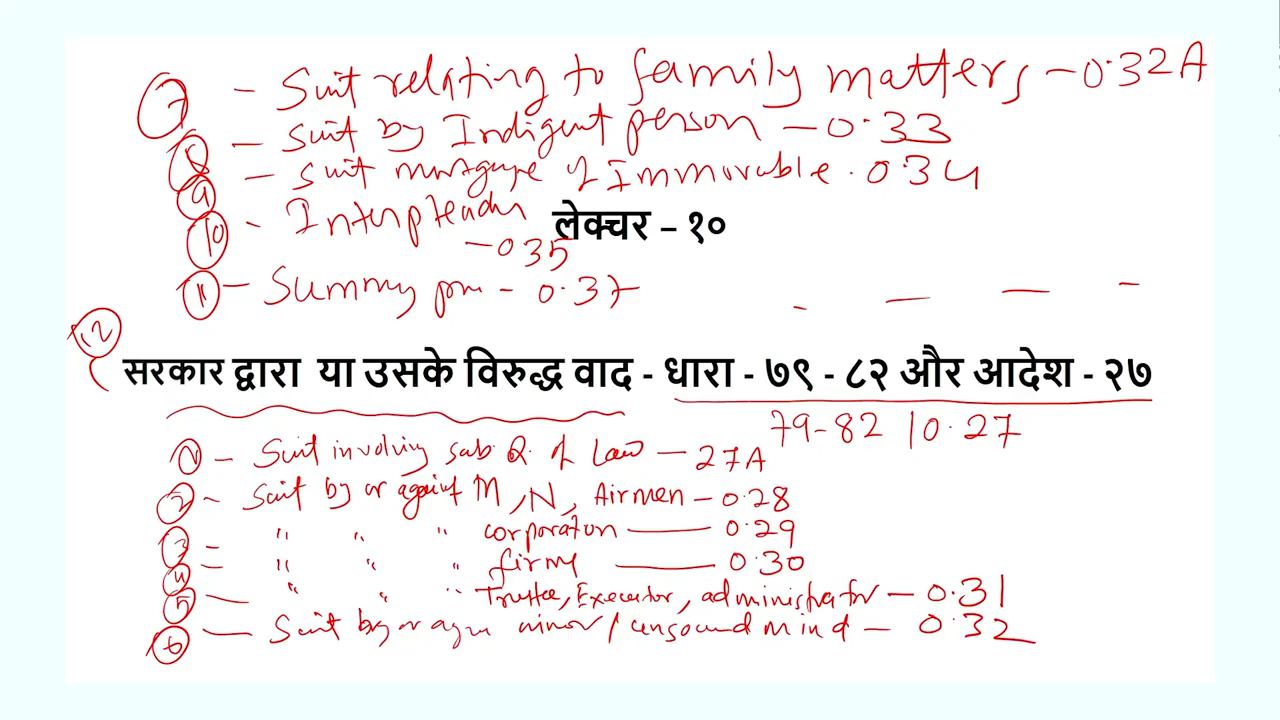 7 - Suit relating to family matters - O.32A
8 - Suit by Indigent person - O.33
9 - Suit mortgage of Immovable. O.34
10 - Interpleader
- O35
लेक्चर - १०
11 - Summry pro - O.37
12
सरकार द्वारा या उसके विरुद्ध वाद - धारा - ७९ - ८२ और आदेश - २७
79-82 / O.27
1 - Suit involving sub Q. of Law - 27A
2 - Suit by or against M, N, Airmen - O.28
3 - " " " corporation - O.29
4 - " " " firms - O.30
5 - " " " Trustee, Executor, administrator - O.31
6 - Suit by or agn minor / unsound mind - O.32